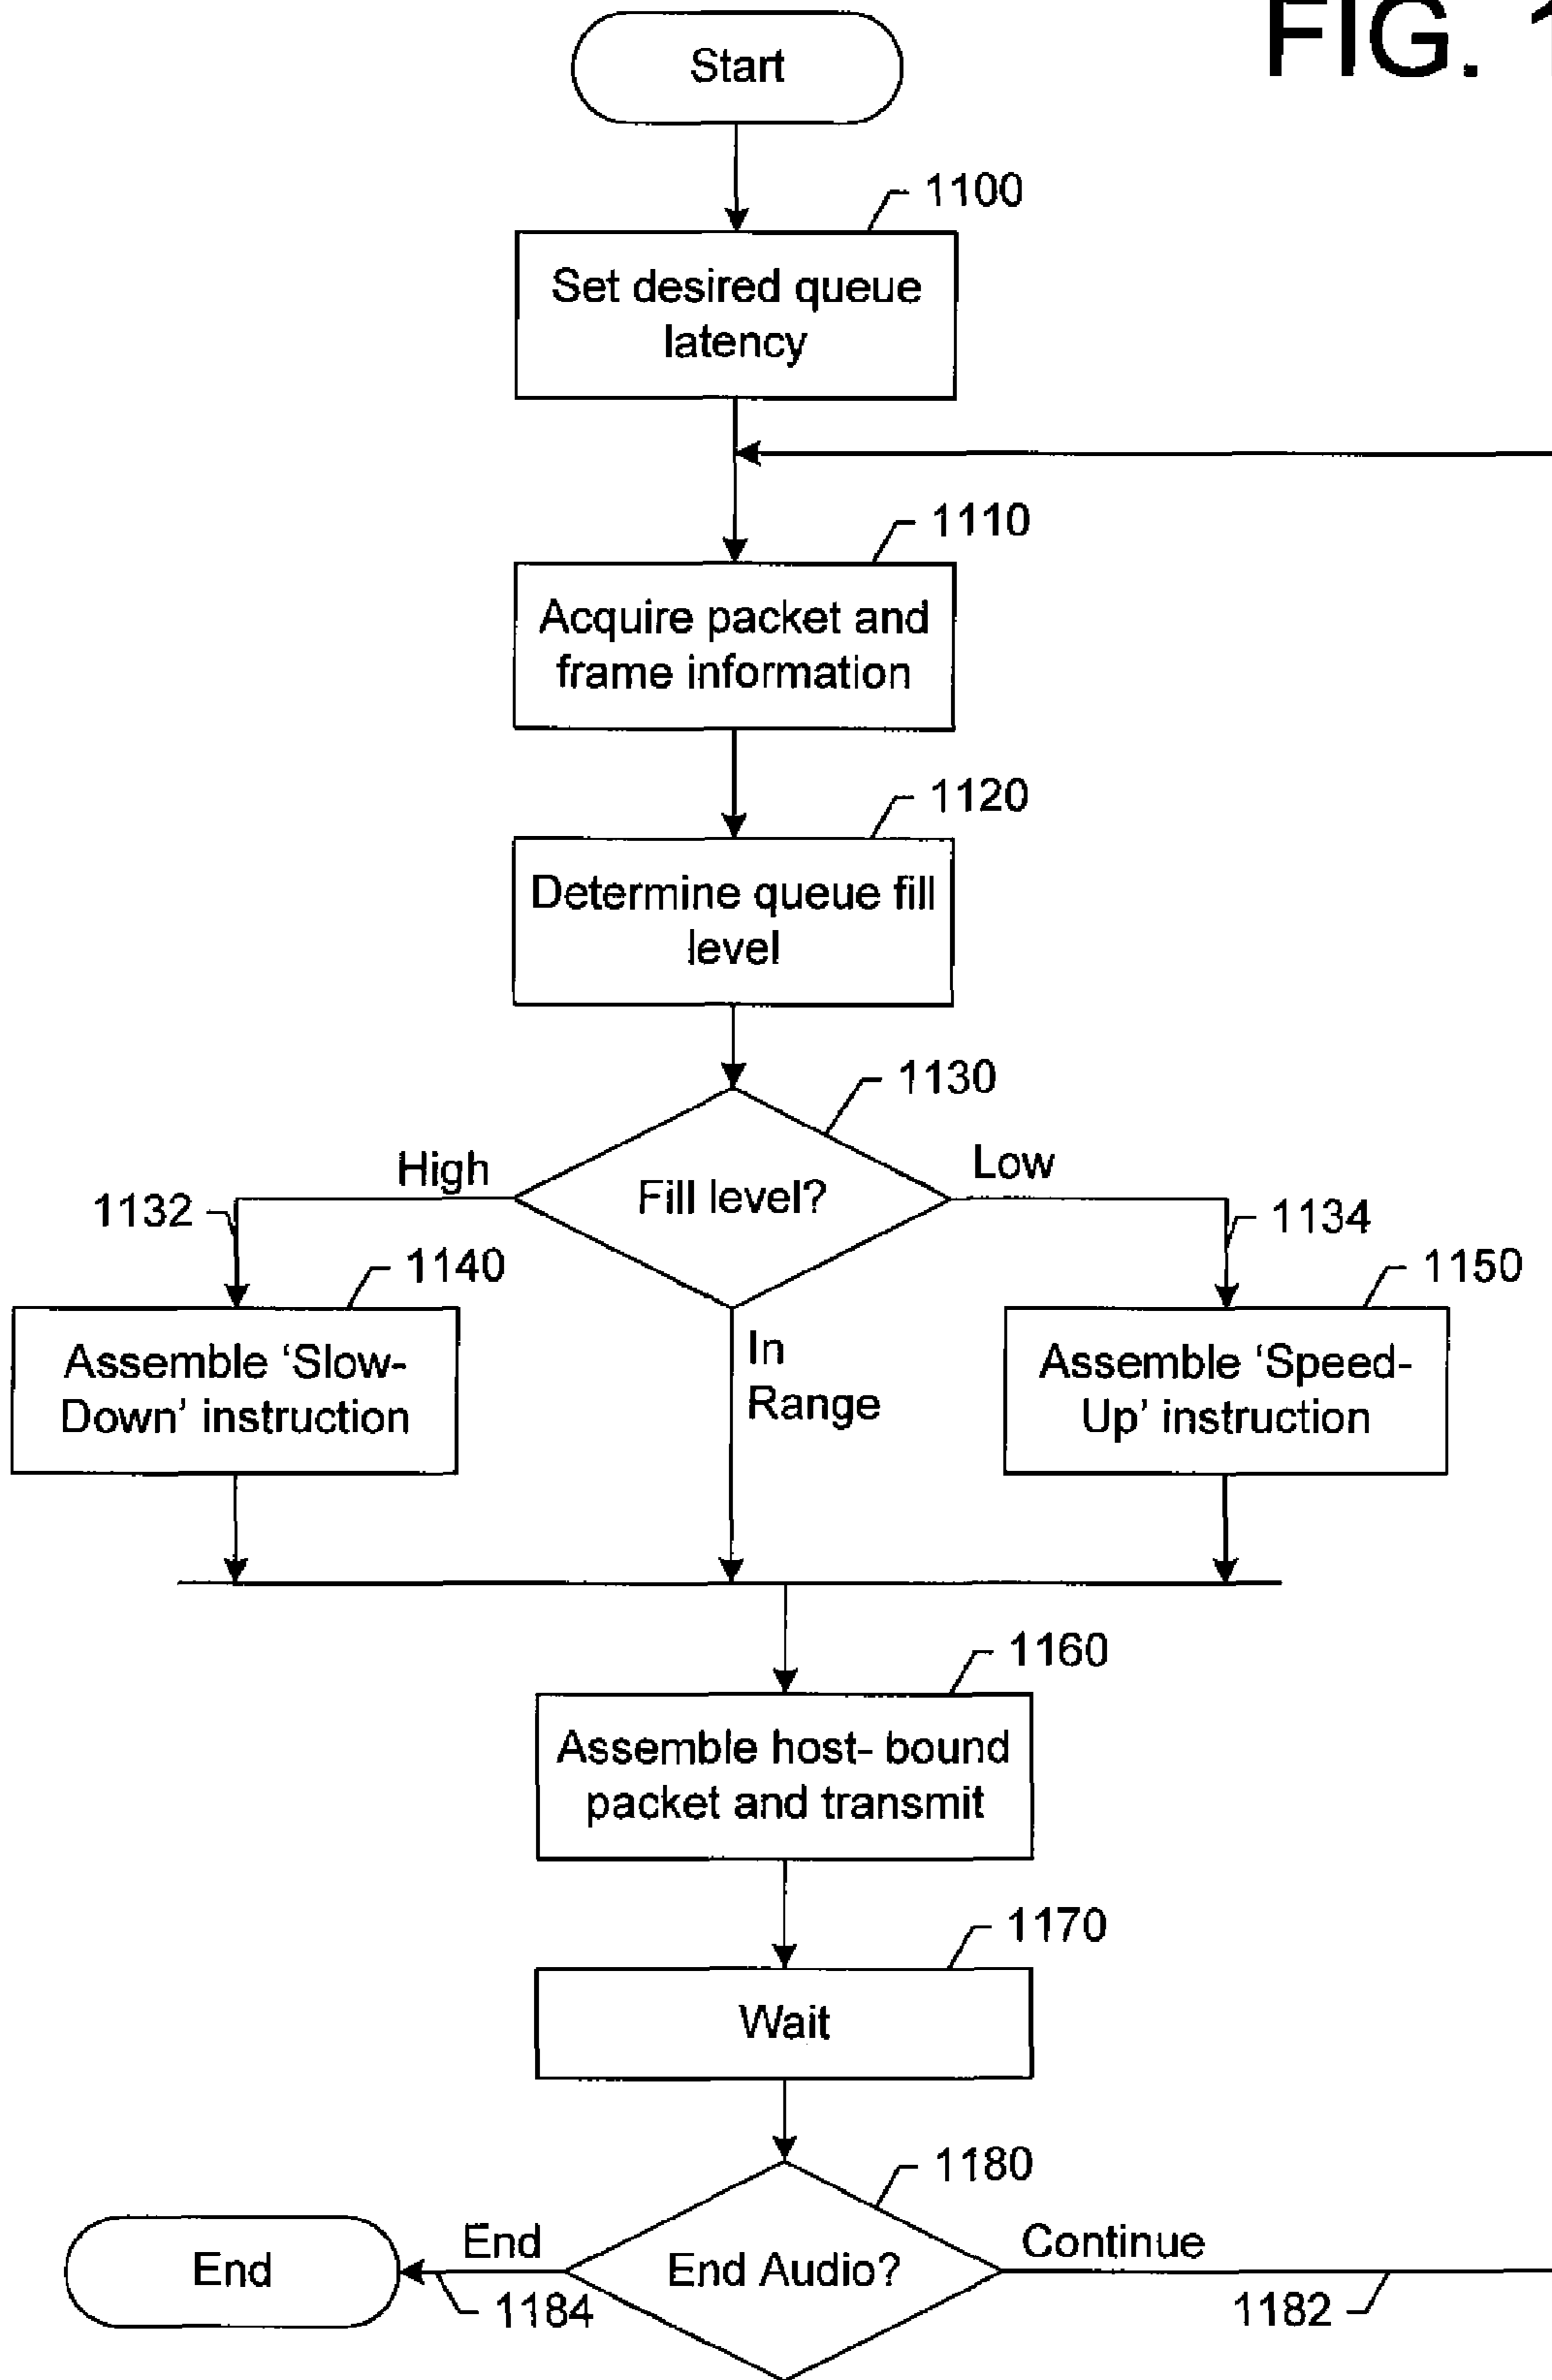 FIG. 1
Start
1100
Set desired queue
latency
1110
Acquire packet and
frame information
1120
Determine queue fill
level
1130
High
Fill level?
Low
1132
1134
1140
1150
Assemble ‘Slow-
Down’ instruction
In
Range
Assemble ‘Speed-
Up’ instruction
1160
Assemble host- bound
packet and transmit
1170
Wait
1180
End
End
End Audio?
Continue
1184
1182